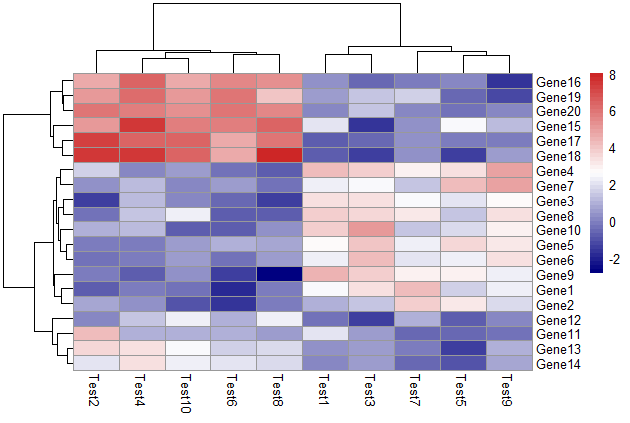 8
6
4
2
0
-2
Gene16
Gene19
Gene20
Gene15
Gene17
Gene18
Gene4
Gene7
Gene3
Gene8
Gene10
Gene5
Gene6
Gene9
Gene1
Gene2
Gene12
Gene11
Gene13
Gene14
Test2
Test4
Test10
Test6
Test8
Test1
Test3
Test7
Test5
Test9